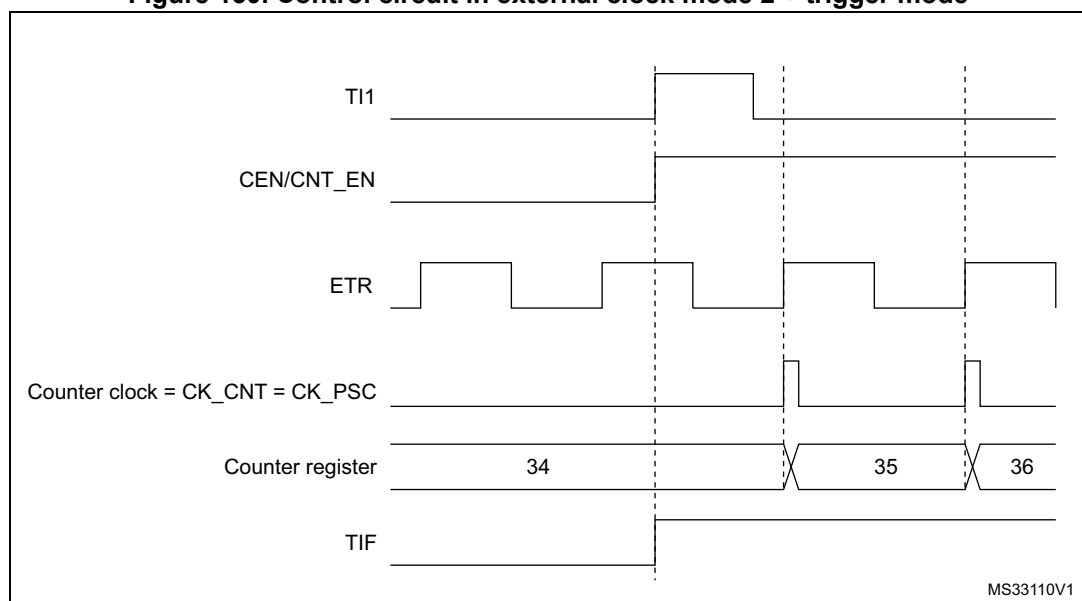 TI1
CEN/CNT_EN
ETR
Counter clock = CK_CNT = CK_PSC
Counter register
34
35
36
TIF
MS33110V1